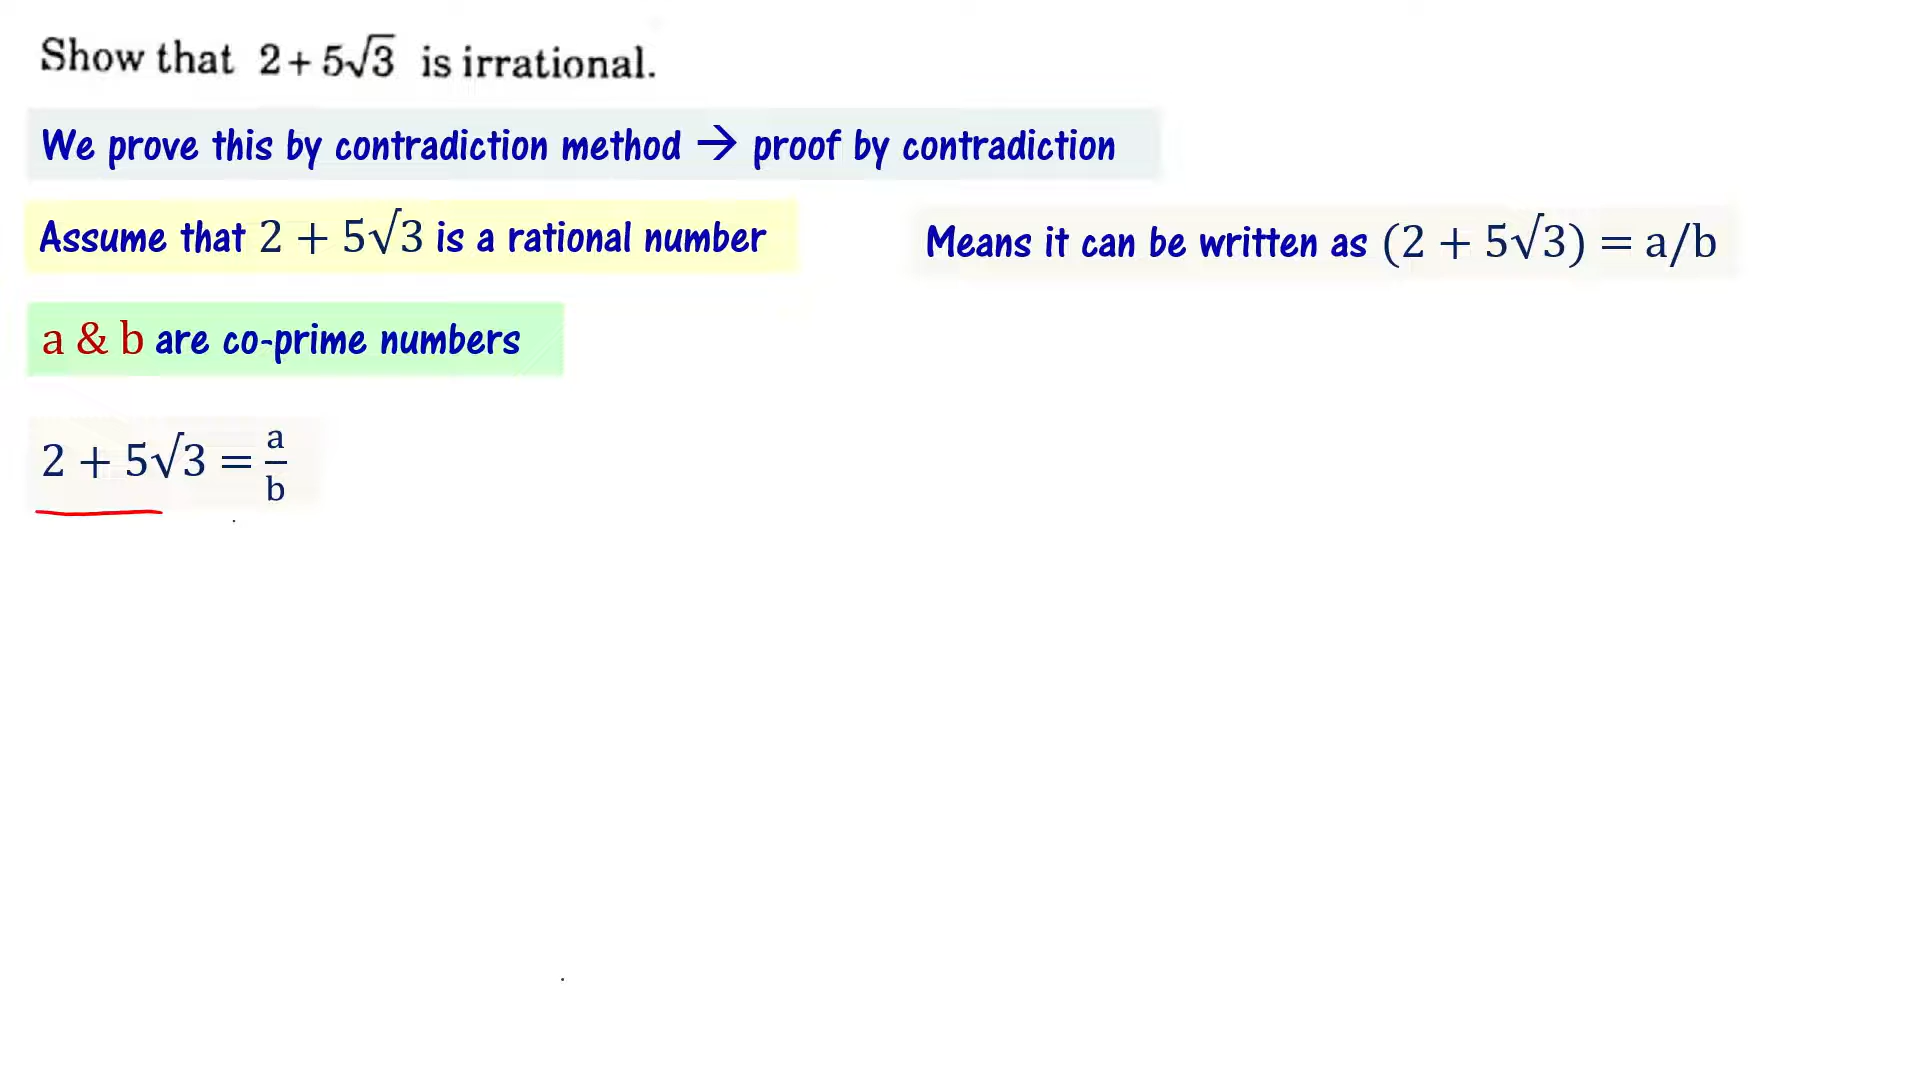 Show that 2 + 5√3 is irrational.
We prove this by contradiction method → proof by contradiction
Assume that 2 + 5√3 is a rational number
Means it can be written as (2 + 5√3) = a/b
a & b are co-prime numbers
2 + 5√3 = a/b